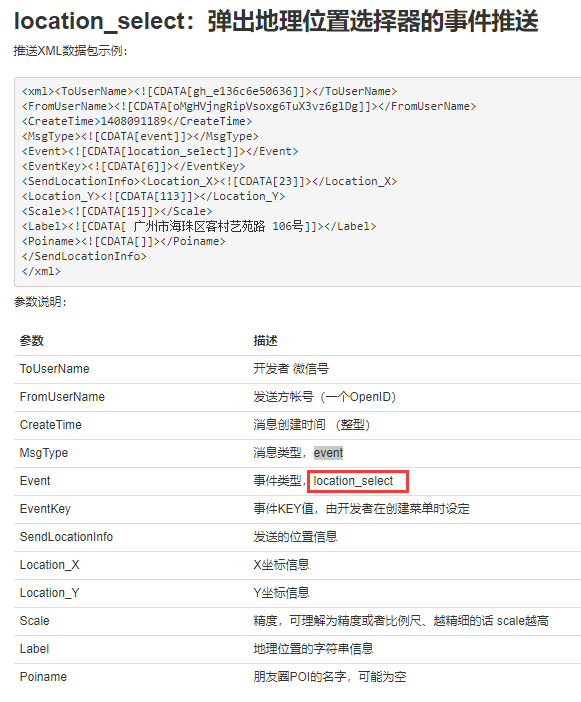 location_select：弹出地理位置选择器的事件推送
推送XML数据包示例：
<xml><ToUserName><![CDATA[gh_e136c6e50636]]></ToUserName>
<FromUserName><![CDATA[oMgHVjngRipVsoxg6TuX3vz6glDg]]></FromUserName>
<CreateTime>1408091189</CreateTime>
<MsgType><![CDATA[event]]></MsgType>
<Event><![CDATA[location_select]]></Event>
<EventKey><![CDATA[6]]></EventKey>
<SendLocationInfo><Location_X><![CDATA[23]]></Location_X>
<Location_Y><![CDATA[113]]></Location_Y>
<Scale><![CDATA[15]]></Scale>
<Label><![CDATA[ 广州市海珠区客村艺苑路 106号]]></Label>
<Poiname><![CDATA[]]></Poiname>
</SendLocationInfo>
</xml>
参数说明：
参数 描述
ToUserName 开发者 微信号
FromUserName 发送方帐号（一个OpenID）
CreateTime 消息创建时间 （整型）
MsgType 消息类型，event
Event 事件类型，location_select
EventKey 事件KEY值，由开发者在创建菜单时设定
SendLocationInfo 发送的位置信息
Location_X X坐标信息
Location_Y Y坐标信息
Scale 精度，可理解为精度或者比例尺、越精细的话 scale越高
Label 地理位置的字符串信息
Poiname 朋友圈POI的名字，可能为空